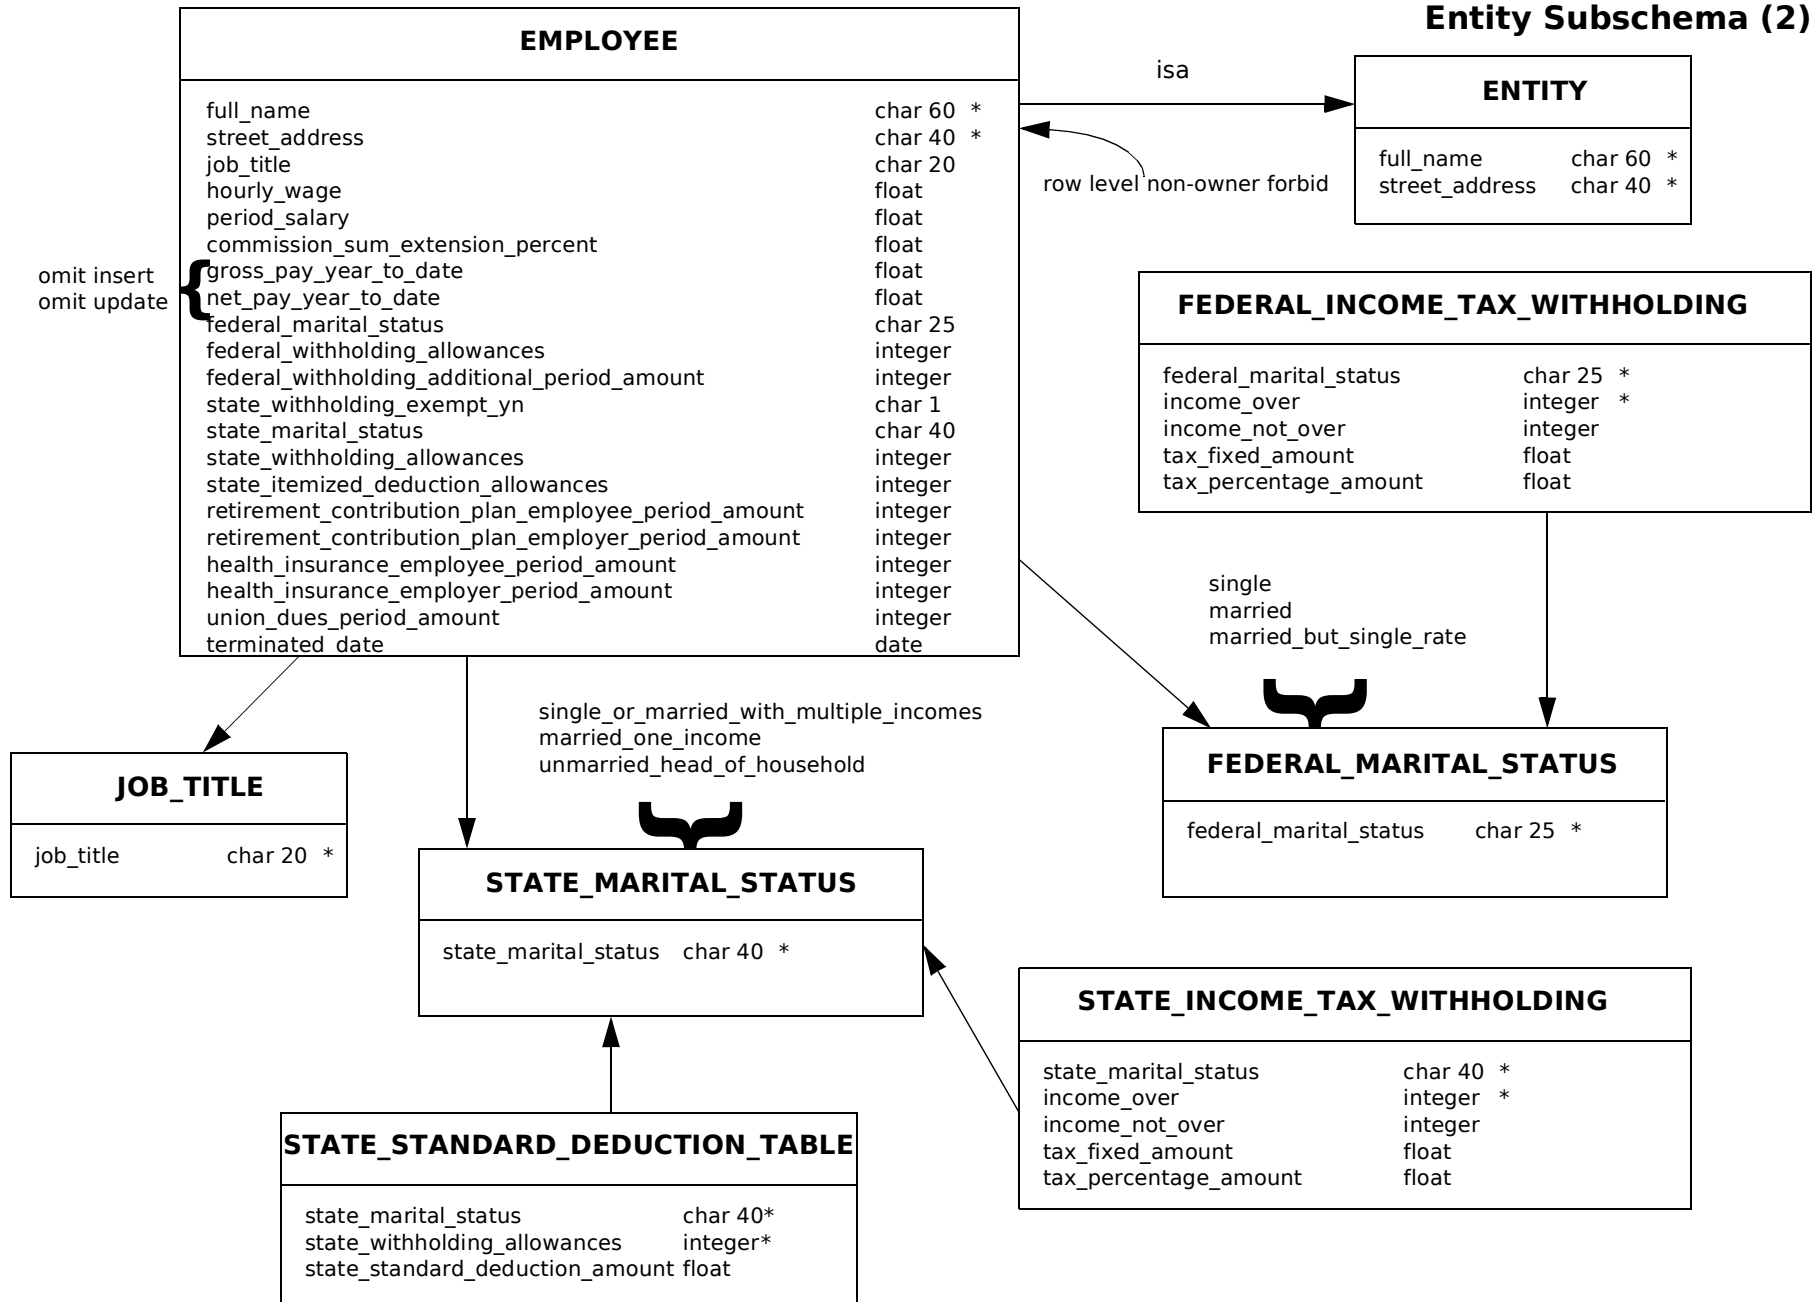 Entity Subschema (2)
EMPLOYEE
full_name char 60 *
street_address char 40 *
job_title char 20
hourly_wage float
period_salary float
commission_sum_extension_percent float
gross_pay_year_to_date float
net_pay_year_to_date float
federal_marital_status char 25
federal_withholding_allowances integer
federal_withholding_additional_period_amount integer
state_withholding_exempt_yn char 1
state_marital_status char 40
state_withholding_allowances integer
state_itemized_deduction_allowances integer
retirement_contribution_plan_employee_period_amount integer
retirement_contribution_plan_employer_period_amount integer
health_insurance_employee_period_amount integer
health_insurance_employer_period_amount integer
union_dues_period_amount integer
terminated_date date
omit insert
omit update
{
isa
row level non-owner forbid
ENTITY
full_name char 60 *
street_address char 40 *
FEDERAL_INCOME_TAX_WITHHOLDING
federal_marital_status char 25 *
income_over integer *
income_not_over integer
tax_fixed_amount float
tax_percentage_amount float
single
married
married_but_single_rate
}
FEDERAL_MARITAL_STATUS
federal_marital_status char 25 *
JOB_TITLE
job_title char 20 *
single_or_married_with_multiple_incomes
married_one_income
unmarried_head_of_household
}
STATE_MARITAL_STATUS
state_marital_status char 40 *
STATE_INCOME_TAX_WITHHOLDING
state_marital_status char 40 *
income_over integer *
income_not_over integer
tax_fixed_amount float
tax_percentage_amount float
STATE_STANDARD_DEDUCTION_TABLE
state_marital_status char 40*
state_withholding_allowances integer*
state_standard_deduction_amount float